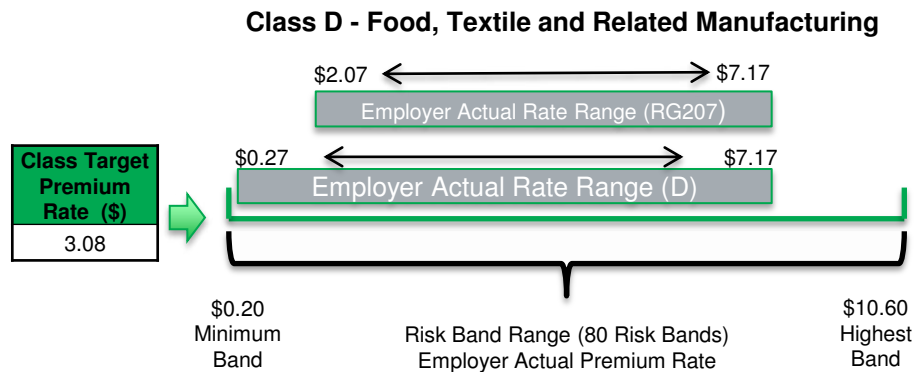 Class D - Food, Textile and Related Manufacturing
$2.07
$7.17
Employer Actual Rate Range (RG207)
$0.27
$7.17
Employer Actual Rate Range (D)
Class Target
Premium
Rate ($)
3.08
$0.20
Minimum
Band
Risk Band Range (80 Risk Bands)
Employer Actual Premium Rate
$10.60
Highest
Band